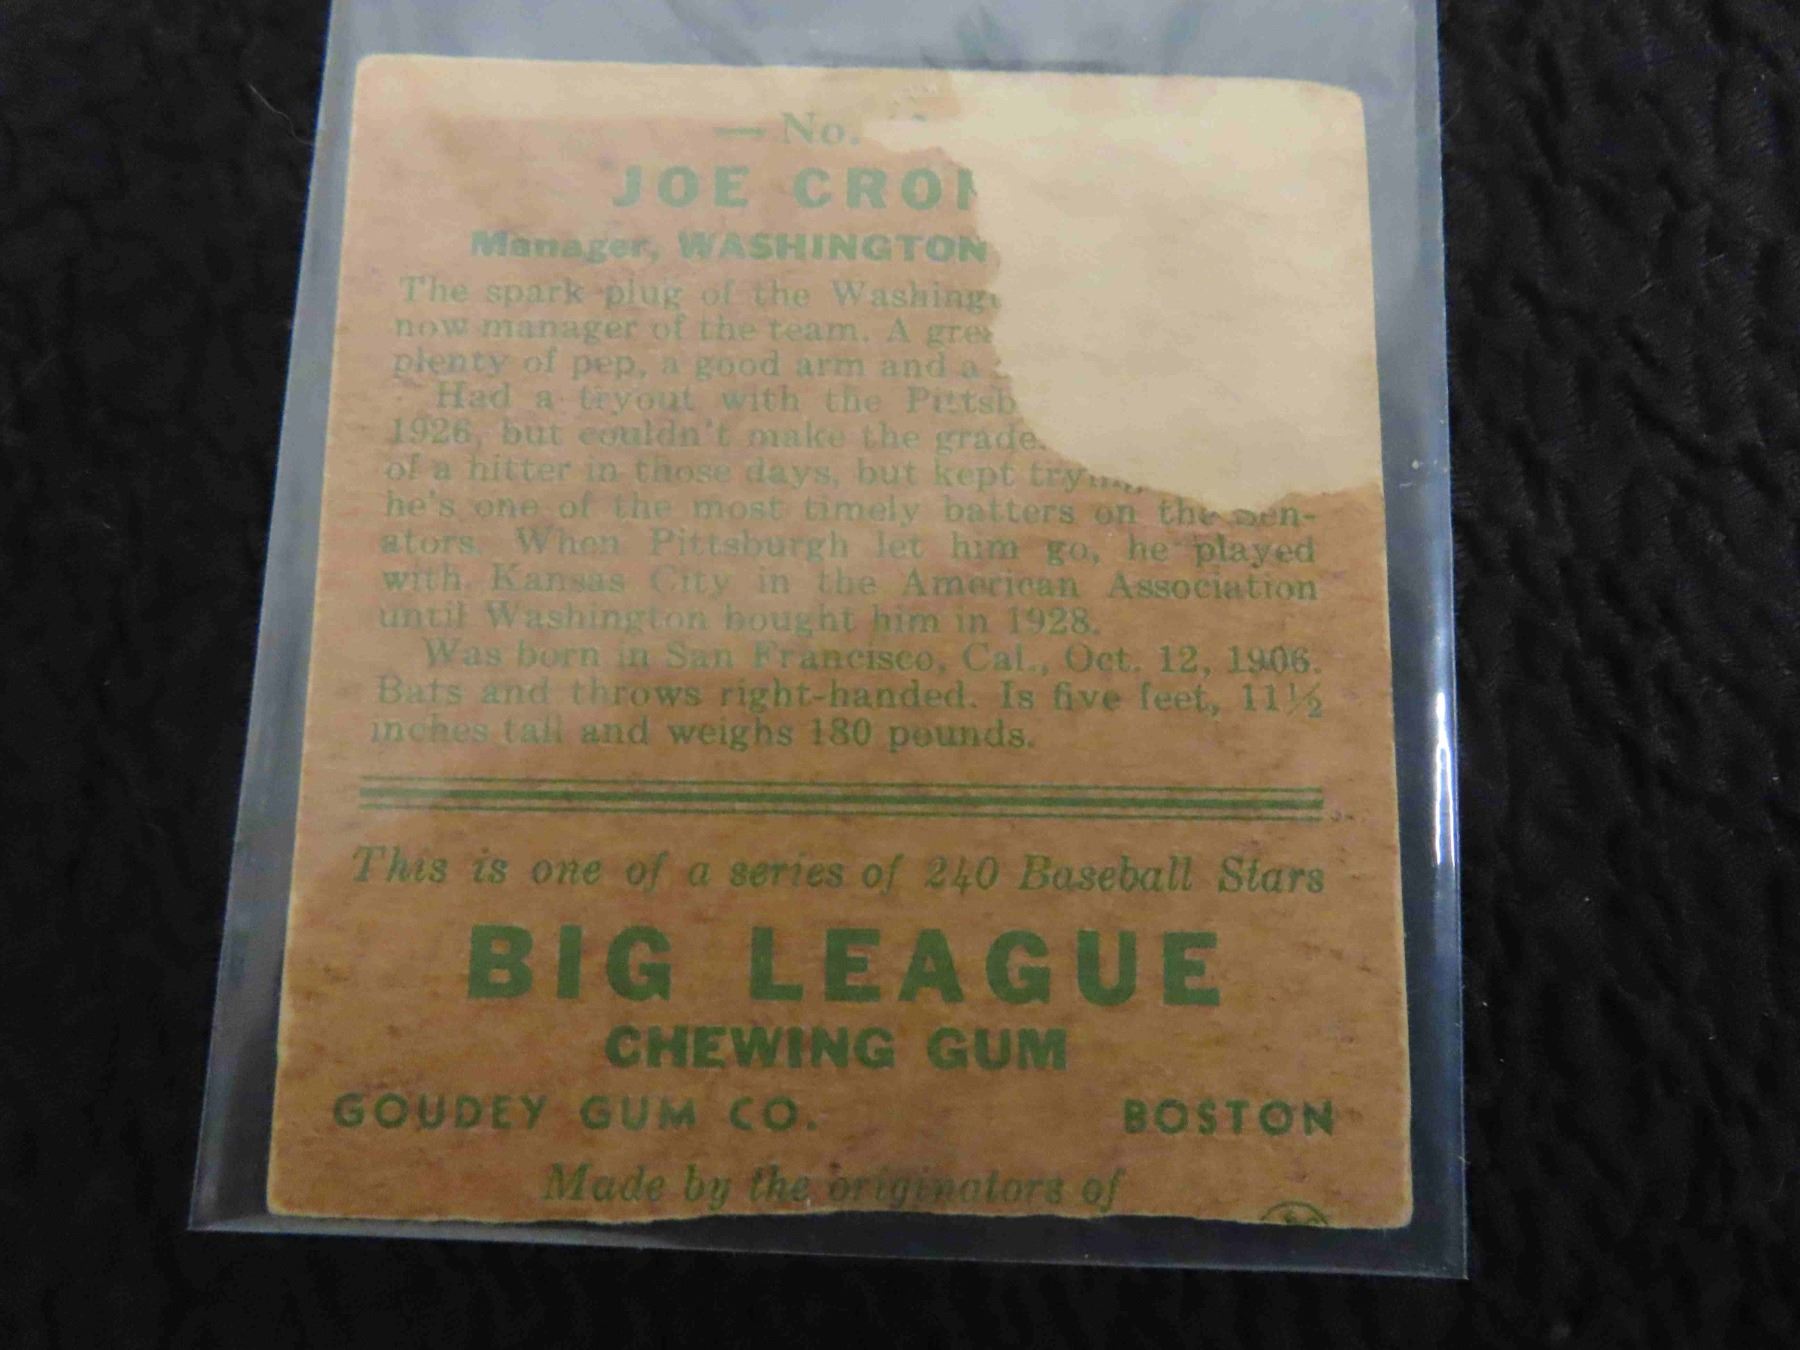 — No.
JOE CRON
Manager, WASHINGTON
The spark plug of the Washingt
now manager of the team. A grea
plenty of pep, a good arm and a
Had a tryout with the Pittsb
1926, but couldn't make the grade.
of a hitter in those days, but kept trying,
he's one of the most timely batters on the Sen-
ators. When Pittsburgh let him go, he played
with Kansas City in the American Association
until Washington bought him in 1928.
Was born in San Francisco, Cal., Oct. 12, 1906.
Bats and throws right-handed. Is five feet, 11½
inches tall and weighs 180 pounds.
This is one of a series of 240 Baseball Stars
BIG LEAGUE
CHEWING GUM
GOUDEY GUM CO. BOSTON
Made by the originators of